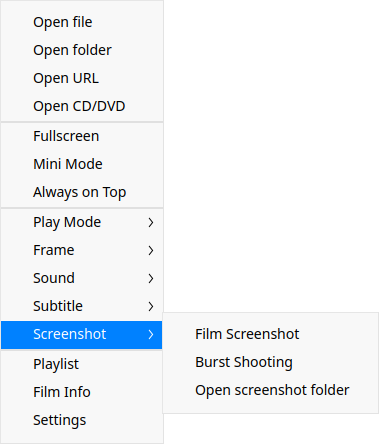 Open file
Open folder
Open URL
Open CD/DVD
Fullscreen
Mini Mode
Always on Top
Play Mode
Frame
Sound
Subtitle
Screenshot
Film Screenshot
Burst Shooting
Open screenshot folder
Playlist
Film Info
Settings